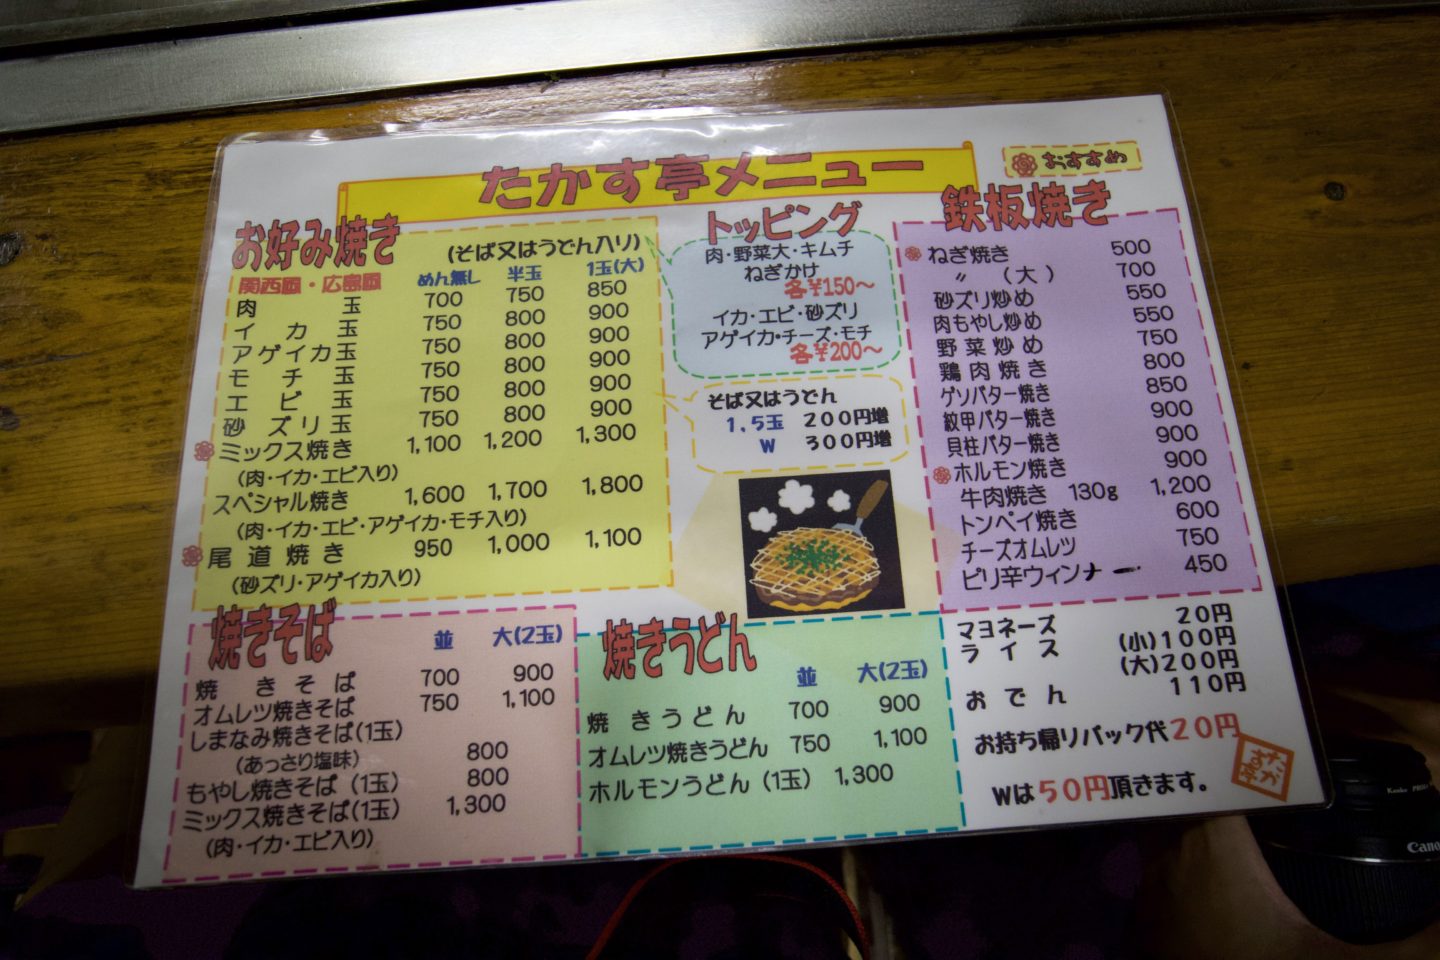 たかす亭メニュー
おすすめ
お好み焼き
(そば又はうどん入り)
関西風・広島風 めん無し 半玉 1玉(大)
肉玉 700 750 850
イカ玉 750 800 900
アゲイカ玉 750 800 900
モチ玉 750 800 900
エビ玉 750 800 900
砂ズリ玉 750 800 900
ミックス焼き 1,100 1,200 1,300
(肉・イカ・エビ入り)
スペシャル焼き 1,600 1,700 1,800
(肉・イカ・エビ・アゲイカ・モチ入り)
尾道焼き 950 1,000 1,100
(砂ズリ・アゲイカ入り)
トッピング
肉・野菜大・キムチ
ねぎかけ
各¥150〜
イカ・エビ・砂ズリ
アゲイカ・チーズ・モチ
各¥200〜
そば又はうどん
1,5玉 200円増
W 300円増
鉄板焼き
ねぎ焼き 500
〃 (大) 700
砂ズリ炒め 550
肉もやし炒め 550
野菜炒め 750
鶏肉焼き 800
ゲソバター焼き 850
紋甲バター焼き 900
貝柱バター焼き 900
ホルモン焼き 900
牛肉焼き 130g 1,200
トンペイ焼き 600
チーズオムレツ 750
ピリ辛ウィンナー 450
焼きそば
並 大(2玉)
焼きそば 700 900
オムレツ焼きそば 750 1,100
しまなみ焼きそば(1玉)
(あっさり塩味) 800
もやし焼きそば(1玉) 800
ミックス焼きそば(1玉) 1,300
(肉・イカ・エビ入り)
焼きうどん
並 大(2玉)
焼きうどん 700 900
オムレツ焼きうどん 750 1,100
ホルモンうどん(1玉) 1,300
マヨネーズ 20円
ライス (小)100円
(大)200円
おでん 110円
お持ち帰りパック代20円
Wは50円頂きます。
たかす亭
Kenko PRO1
Canon